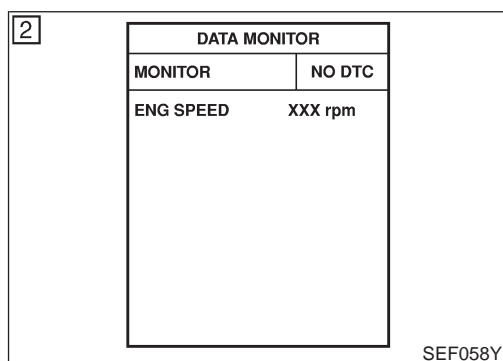 2
DATA MONITOR
MONITOR NO DTC
ENG SPEED XXX rpm
SEF058Y